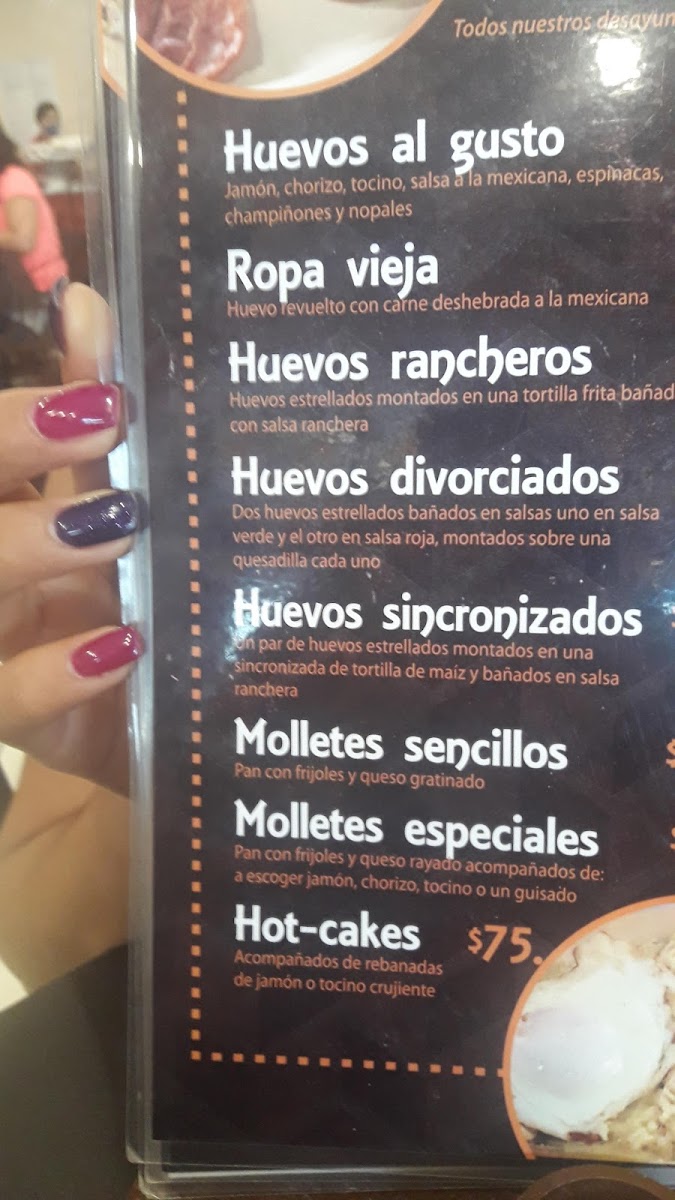 Todos nuestros desayun
Huevos al gusto
Jamón, chorizo, tocino, salsa a la mexicana, espinacas,
champiñones y nopales
Ropa vieja
Huevo revuelto con carne deshebrada a la mexicana
Huevos rancheros
Huevos estrellados montados en una tortilla frita bañad
con salsa ranchera
Huevos divorciados
Dos huevos estrellados bañados en salsas uno en salsa
verde y el otro en salsa roja, montados sobre una
quesadilla cada uno
Huevos sincronizados
Un par de huevos estrellados montados en una
sincronizada de tortilla de maíz y bañados en salsa
ranchera
Molletes sencillos $
Pan con frijoles y queso gratinado
Molletes especiales $
Pan con frijoles y queso rayado acompañados de:
a escoger jamón, chorizo, tocino o un guisado
Hot-cakes $75.
Acompañados de rebanadas
de jamón o tocino crujiente